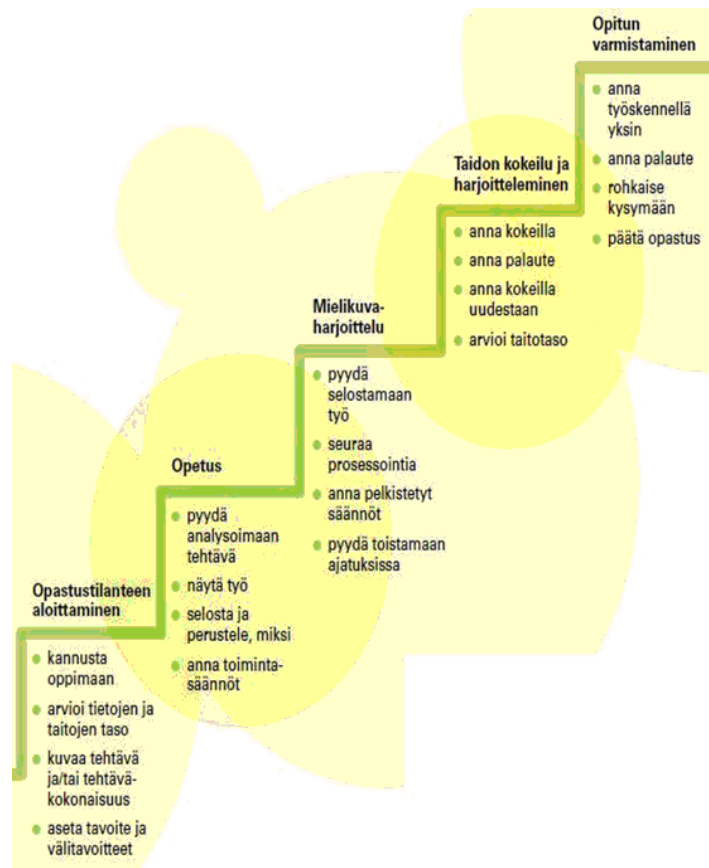 Opastustilanteen
aloittaminen
kannusta
oppimaan
arvioi tietojen ja
taitojen taso
kuvaa tehtävä
ja/tai tehtävä-
kokonaisuus
aseta tavoite ja
välitavoitteet
Opetus
pyydä
analysoimaan
tehtävä
näytä työ
selosta ja
perustele, miksi
anna toiminta-
säännöt
Mielikuva-
harjoittelu
pyydä
selostamaan
työ
seuraa
prosessointia
anna pelkistetyt
säännöt
pyydä toistamaan
ajatuksissa
Taidon kokeilu ja
harjoitteleminen
anna kokeilla
anna palaute
anna kokeilla
uudestaan
arvioi taitotaso
Opitun
varmistaminen
anna
työskennellä
yksin
anna palaute
rohkaise
kysymään
päätä opastus